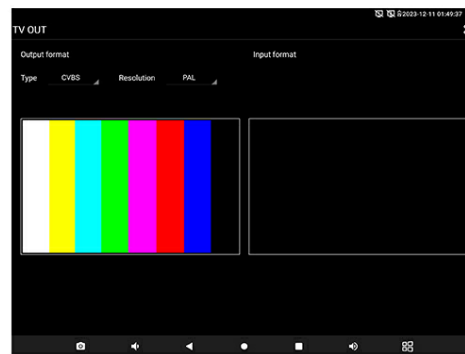 2023-12-11 01:49:37
TV OUT
Output format
Input format
Type CVBS Resolution PAL